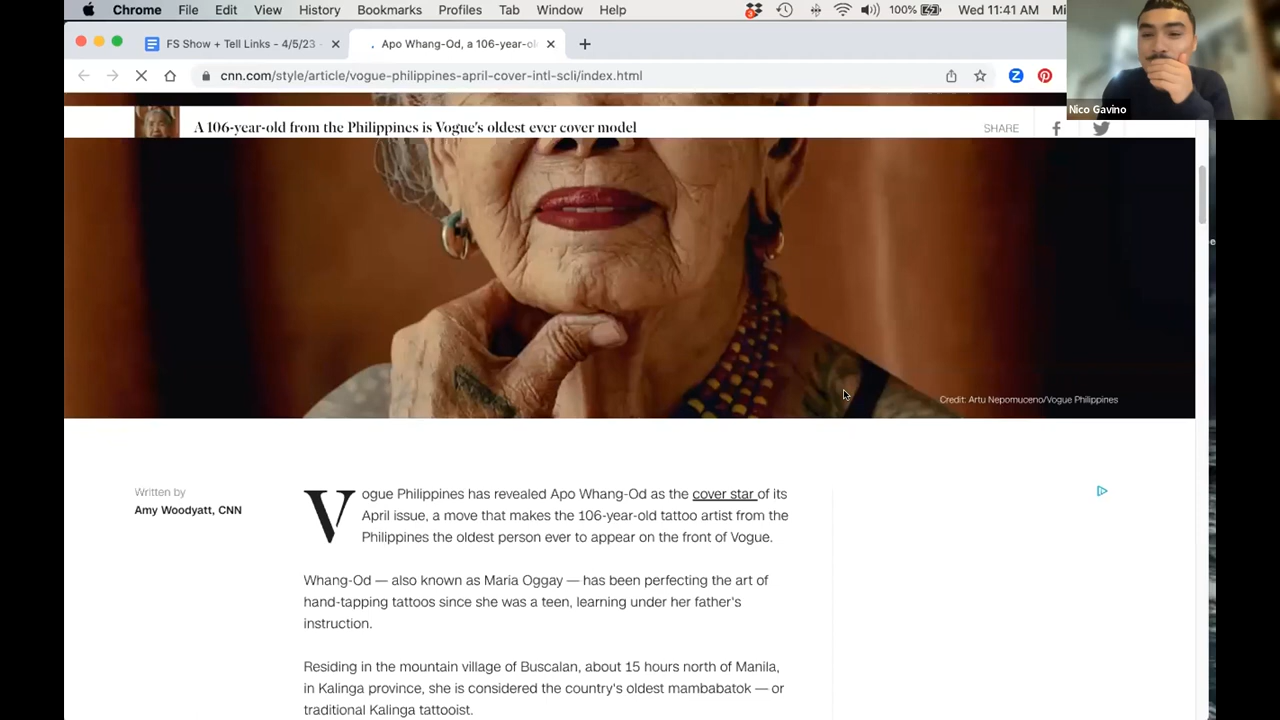 Chrome File Edit View History Bookmarks Profiles Tab Window Help 100% Wed 11:41 AM Mi
FS Show + Tell Links - 4/5/23 - Apo Whang-Od, a 106-year-ol
cnn.com/style/article/vogue-philippines-april-cover-intl-scli/index.html
Nico Gavino
A 106-year-old from the Philippines is Vogue's oldest ever cover model SHARE
Credit: Artu Nepomuceno/Vogue Philippines
Written by
Amy Woodyatt, CNN
Vogue Philippines has revealed Apo Whang-Od as the cover star of its
April issue, a move that makes the 106-year-old tattoo artist from the
Philippines the oldest person ever to appear on the front of Vogue.
Whang-Od — also known as Maria Oggay — has been perfecting the art of
hand-tapping tattoos since she was a teen, learning under her father's
instruction.
Residing in the mountain village of Buscalan, about 15 hours north of Manila,
in Kalinga province, she is considered the country's oldest mambabatok — or
traditional Kalinga tattooist.